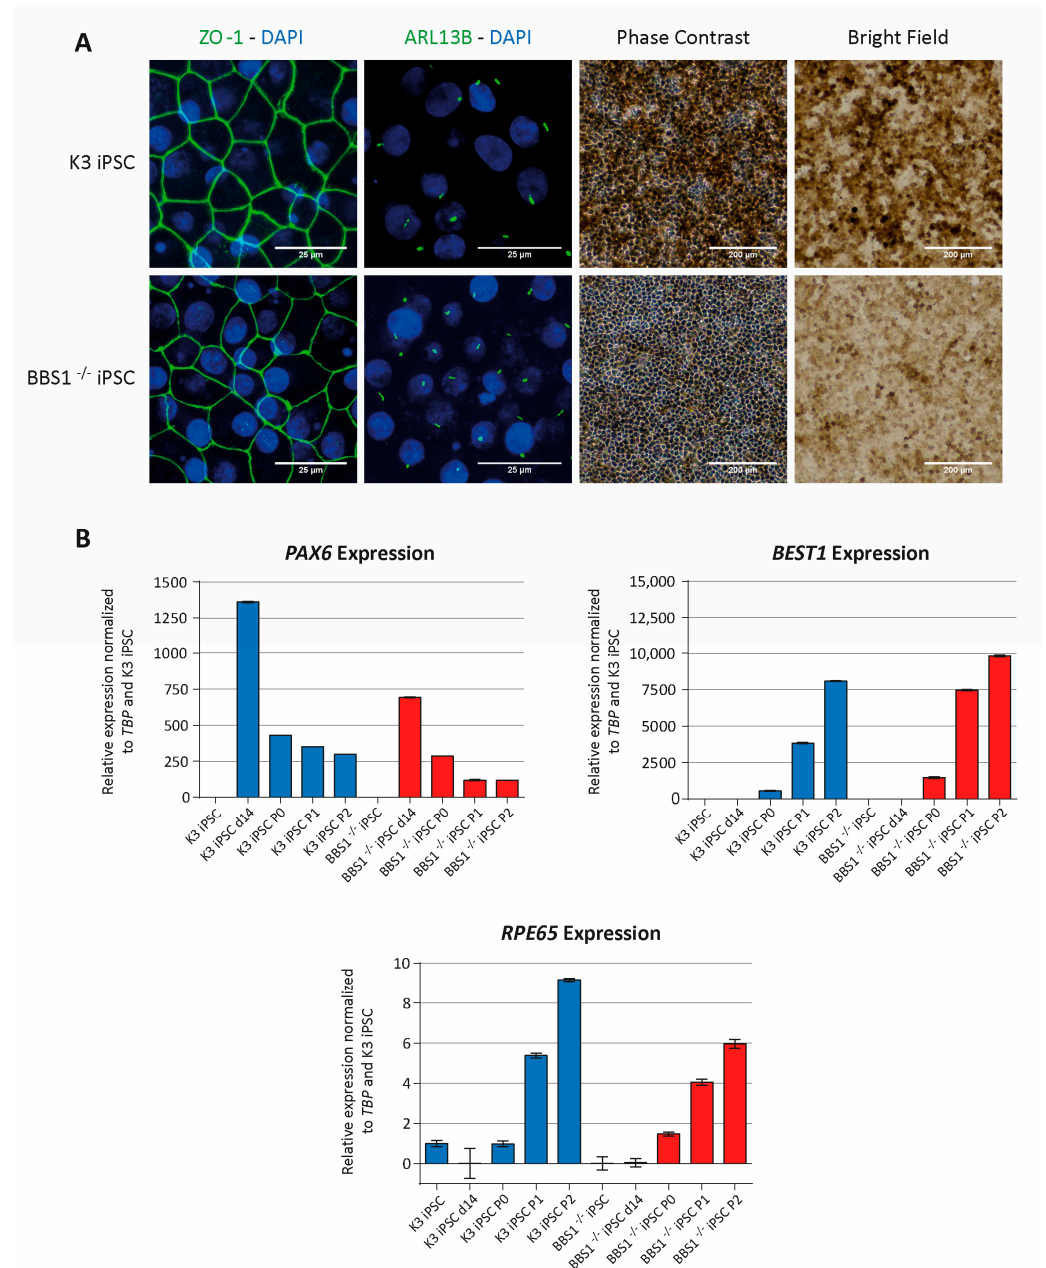 A
ZO-1 - DAPI
ARL13B - DAPI
Phase Contrast
Bright Field
K3 iPSC
25 µm
25 µm
200 µm
200 µm
BBS1 -/- iPSC
25 µm
25 µm
200 µm
200 µm
B
PAX6 Expression
Relative expression normalized
to TBP and K3 iPSC
1500
1250
1000
750
500
250
0
K3 iPSC
K3 iPSC d14
K3 iPSC P0
K3 iPSC P1
K3 iPSC P2
BBS1 -/- iPSC
BBS1 -/- iPSC d14
BBS1 -/- iPSC P0
BBS1 -/- iPSC P1
BBS1 -/- iPSC P2
BEST1 Expression
Relative expression normalized
to TBP and K3 iPSC
15,000
12,500
10,000
7500
5000
2500
0
K3 iPSC
K3 iPSC d14
K3 iPSC P0
K3 iPSC P1
K3 iPSC P2
BBS1 -/- iPSC
BBS1 -/- iPSC d14
BBS1 -/- iPSC P0
BBS1 -/- iPSC P1
BBS1 -/- iPSC P2
RPE65 Expression
Relative expression normalized
to TBP and K3 iPSC
10
8
6
4
2
0
K3 iPSC
K3 iPSC d14
K3 iPSC P0
K3 iPSC P1
K3 iPSC P2
BBS1 -/- iPSC
BBS1 -/- iPSC d14
BBS1 -/- iPSC P0
BBS1 -/- iPSC P1
BBS1 -/- iPSC P2